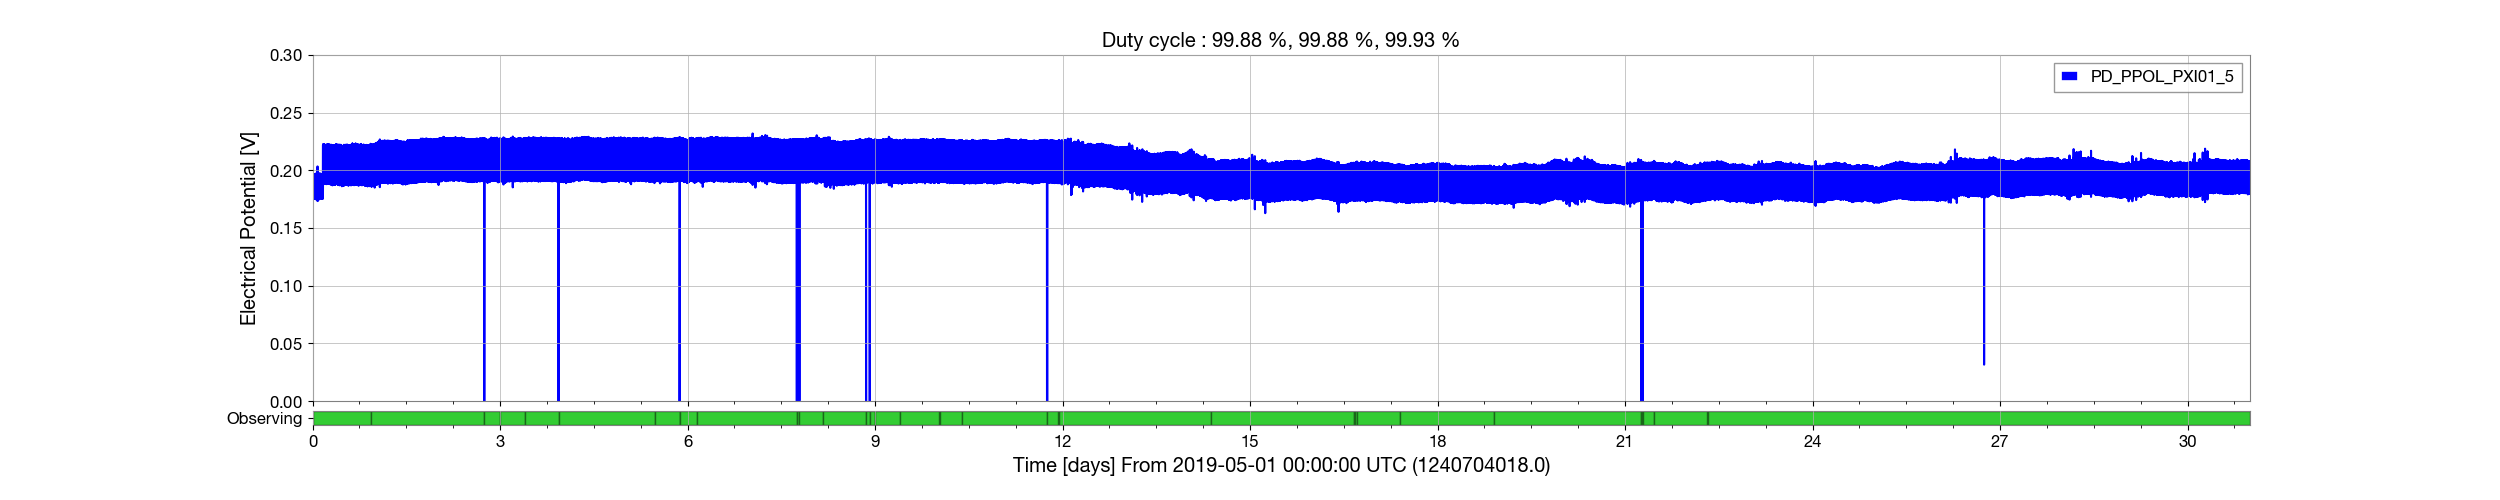 Duty cycle : 99.88 %, 99.88 %, 99.93 %
PD_PPOL_PXI01_5
Electrical Potential [V]
0.30
0.25
0.20
0.15
0.10
0.05
0.00
Observing
0 3 6 9 12 15 18 21 24 27 30
Time [days] From 2019-05-01 00:00:00 UTC (1240704018.0)